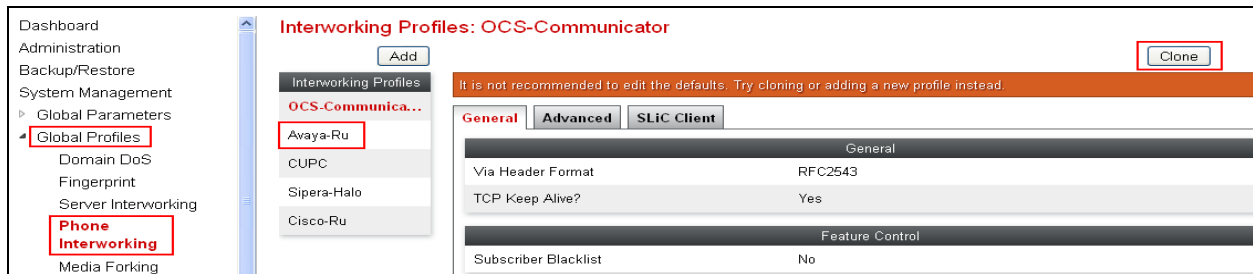 Dashboard
Administration
Backup/Restore
System Management
Global Parameters
Global Profiles
Domain DoS
Fingerprint
Server Interworking
Phone
Interworking
Media Forking
Interworking Profiles: OCS-Communicator
Add
Clone
Interworking Profiles
OCS-Communica...
Avaya-Ru
CUPC
Sipera-Halo
Cisco-Ru
It is not recommended to edit the defaults. Try cloning or adding a new profile instead.
General Advanced SLiC Client
General
Via Header Format RFC2543
TCP Keep Alive? Yes
Feature Control
Subscriber Blacklist No